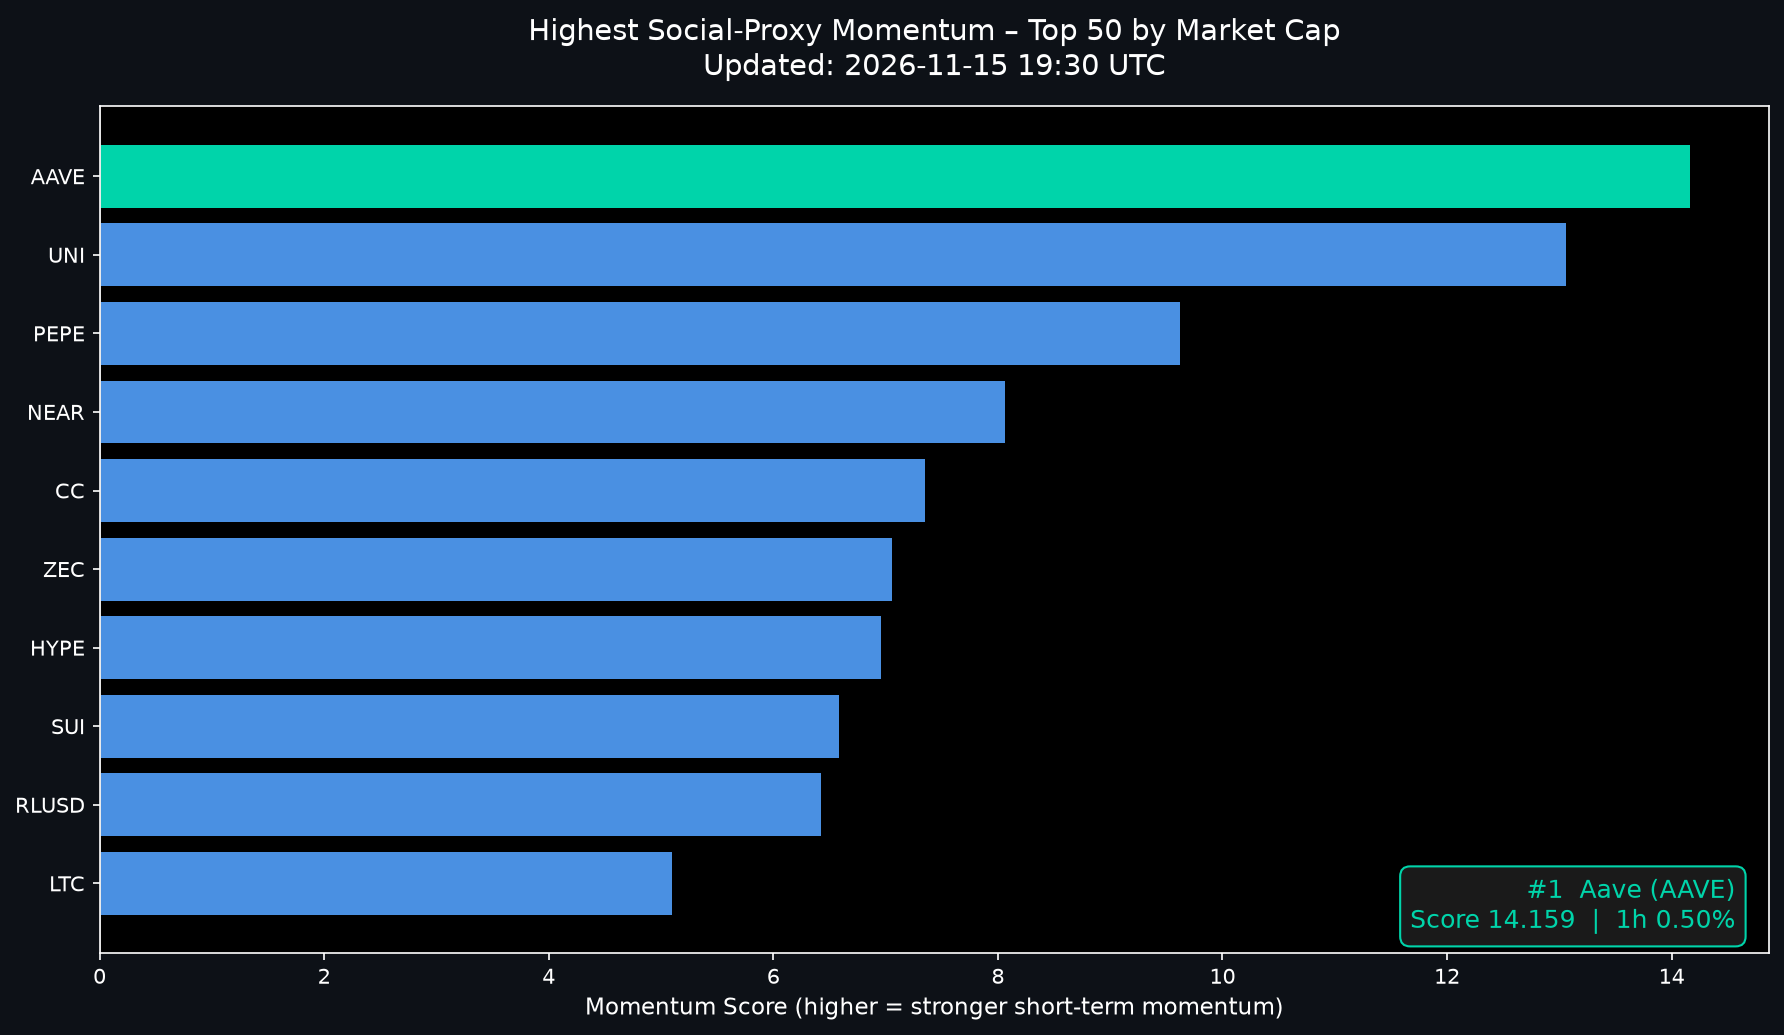 Highest Social-Proxy Momentum – Top 50 by Market Cap
Updated: 2026-11-15 19:30 UTC
AAVE
UNI
PEPE
NEAR
CC
ZEC
HYPE
SUI
RLUSD
LTC
#1  Aave (AAVE)
Score 14.159  |  1h 0.50%
0 2 4 6 8 10 12 14
Momentum Score (higher = stronger short-term momentum)